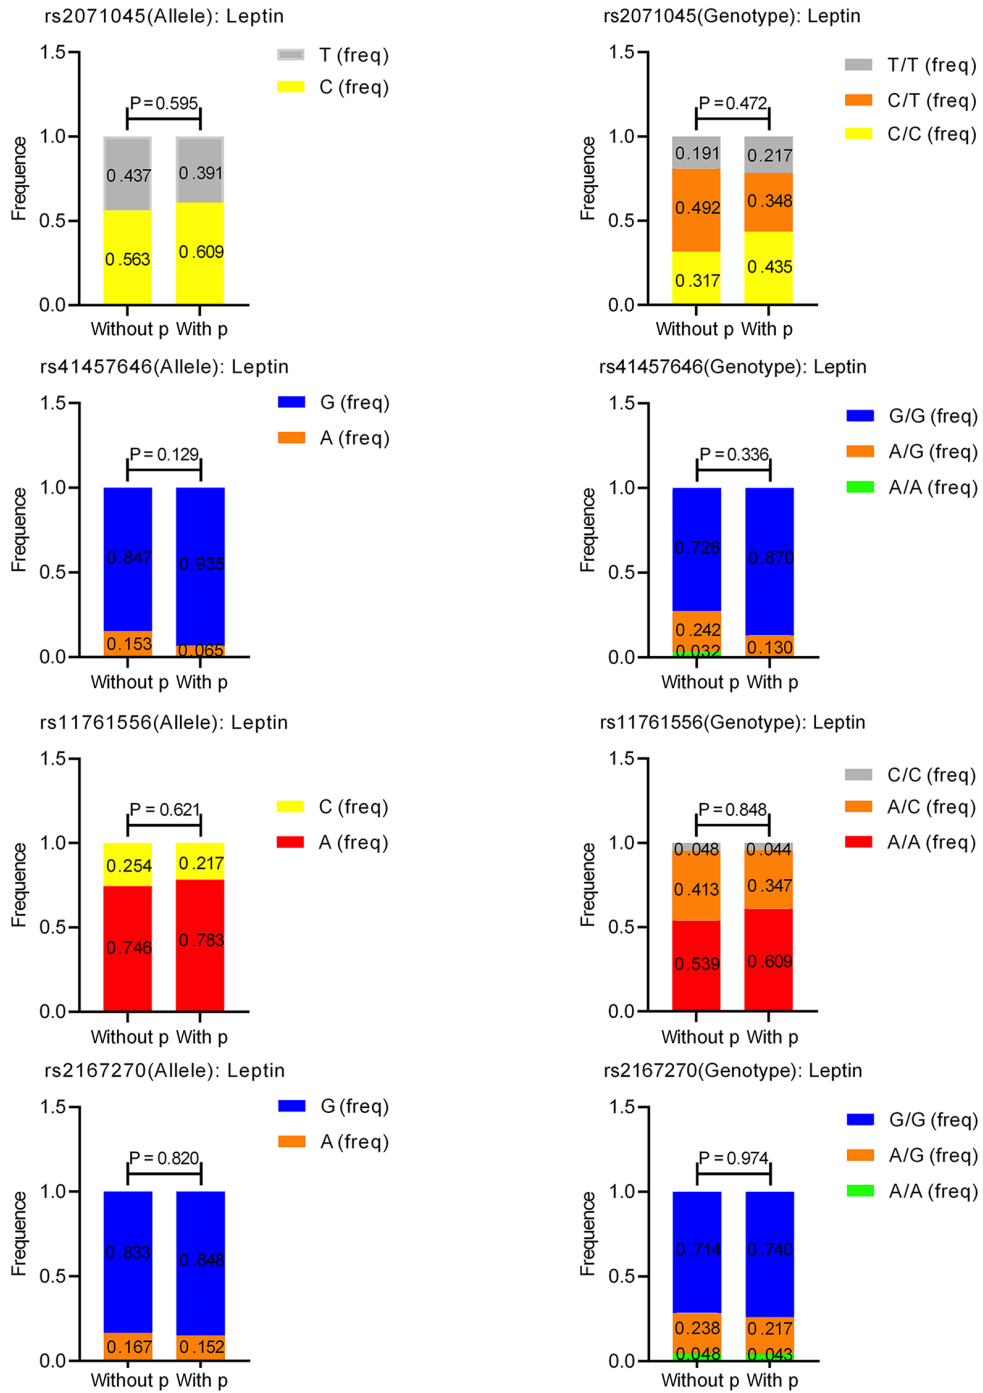 rs2071045(Allele): Leptin
T (freq)
C (freq)
1.5
1.0
0.5
0.0
Frequence
P = 0.595
0.437
0.391
0.563
0.609
Without p
With p
rs2071045(Genotype): Leptin
T/T (freq)
C/T (freq)
C/C (freq)
1.5
1.0
0.5
0.0
Frequence
P = 0.472
0.191
0.217
0.492
0.348
0.317
0.435
Without p
With p
rs41457646(Allele): Leptin
G (freq)
A (freq)
1.5
1.0
0.5
0.0
Frequence
P = 0.129
0.847
0.935
0.153
0.065
Without p
With p
rs41457646(Genotype): Leptin
G/G (freq)
A/G (freq)
A/A (freq)
1.5
1.0
0.5
0.0
Frequence
P = 0.336
0.726
0.870
0.242
0.032
0.130
Without p
With p
rs11761556(Allele): Leptin
C (freq)
A (freq)
1.5
1.0
0.5
0.0
Frequence
P = 0.621
0.254
0.217
0.746
0.783
Without p
With p
rs11761556(Genotype): Leptin
C/C (freq)
A/C (freq)
A/A (freq)
1.5
1.0
0.5
0.0
Frequence
P = 0.848
0.048
0.044
0.413
0.347
0.539
0.609
Without p
With p
rs2167270(Allele): Leptin
G (freq)
A (freq)
1.5
1.0
0.5
0.0
Frequence
P = 0.820
0.833
0.848
0.167
0.152
Without p
With p
rs2167270(Genotype): Leptin
G/G (freq)
A/G (freq)
A/A (freq)
1.5
1.0
0.5
0.0
Frequence
P = 0.974
0.714
0.740
0.238
0.217
0.048
0.043
Without p
With p